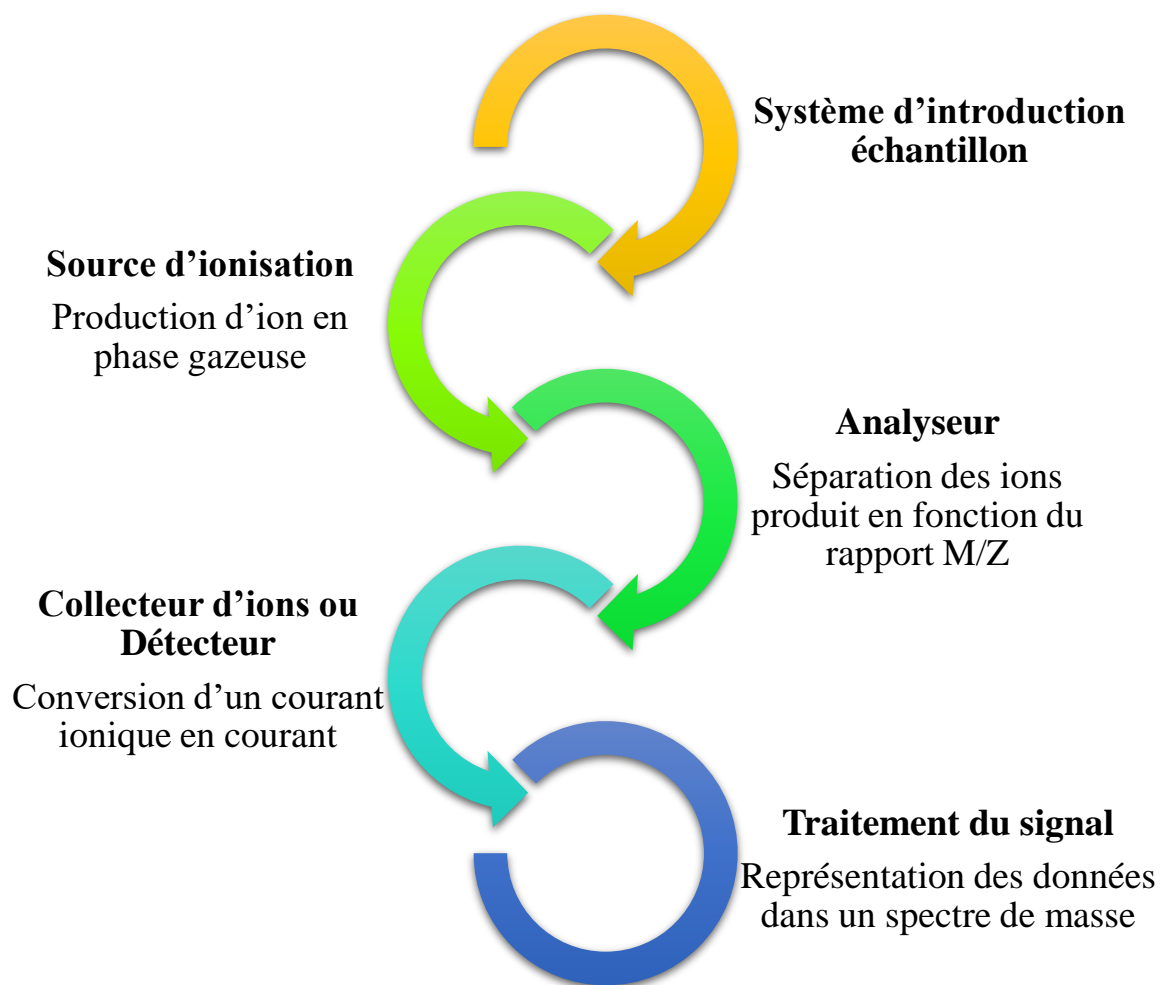 Système d’introduction
échantillon
Source d’ionisation
Production d’ion en
phase gazeuse
Analyseur
Séparation des ions
produit en fonction du
rapport M/Z
Collecteur d’ions ou
Détecteur
Conversion d’un courant
ionique en courant
Traitement du signal
Représentation des données
dans un spectre de masse